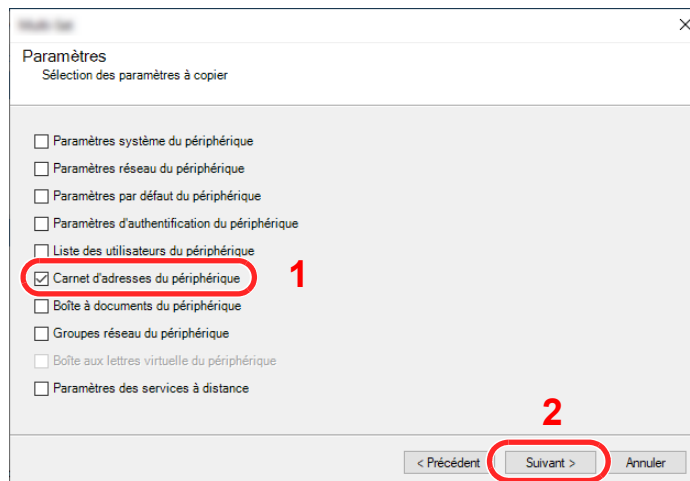 Paramètres
Sélection des paramètres à copier
Paramètres système du périphérique
Paramètres réseau du périphérique
Paramètres par défaut du périphérique
Paramètres d'authentification du périphérique
Liste des utilisateurs du périphérique
Carnet d'adresses du périphérique 1
Boîte à documents du périphérique
Groupes réseau du périphérique
Boîte aux lettres virtuelle du périphérique
Paramètres des services à distance
2
< Précédent Suivant > Annuler